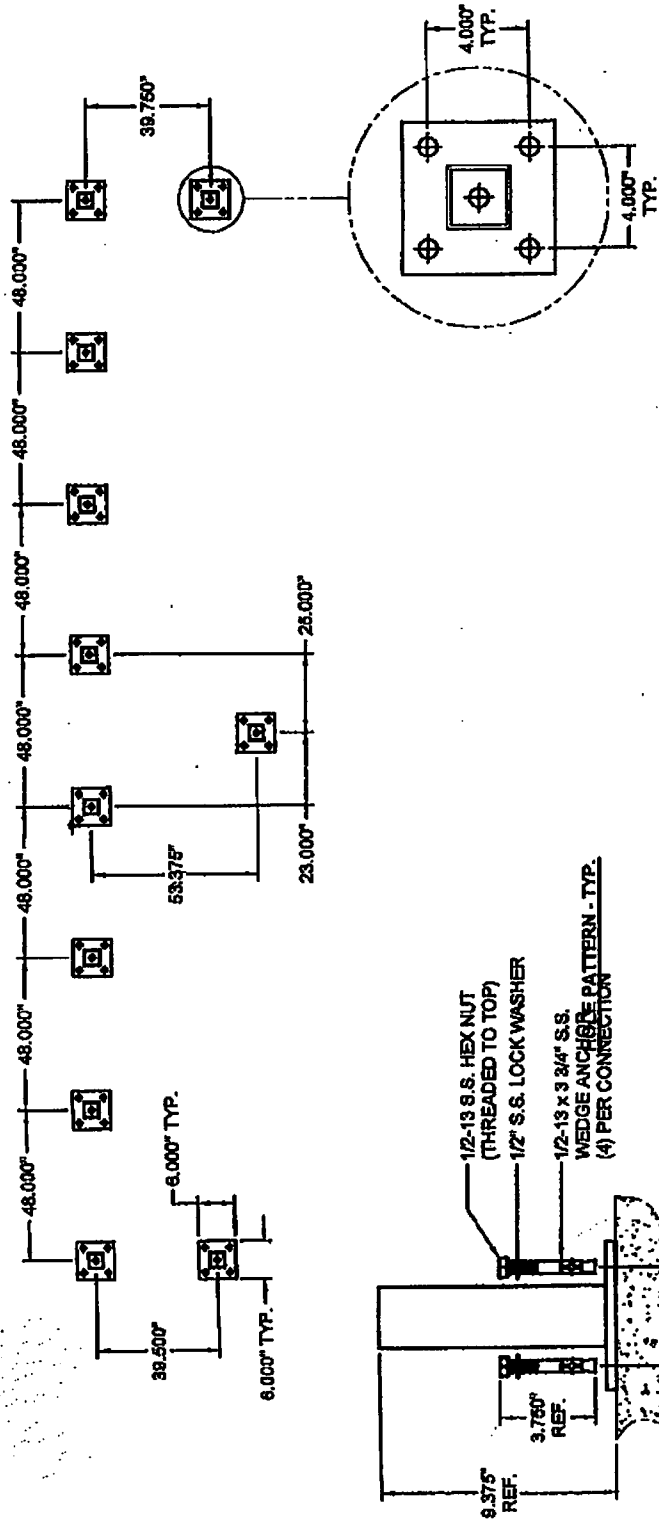 48.000"
48.000"
48.000"
48.000"
48.000"
48.000"
48.000"
39.500"
6.000" TYP.
6.000" TYP.
53.375"
23.000"
25.000"
39.750"
9.375"
REF.
3.750"
REF.
1/2-13 S.S. HEX NUT
(THREADED TO TOP)
1/2" S.S. LOCK WASHER
1/2-13 x 3 3/4" S.S.
WEDGE ANCHOR
(4) PER CONNECTION
HOLE PATTERN - TYP.
4.000"
TYP.
4.000"
TYP.